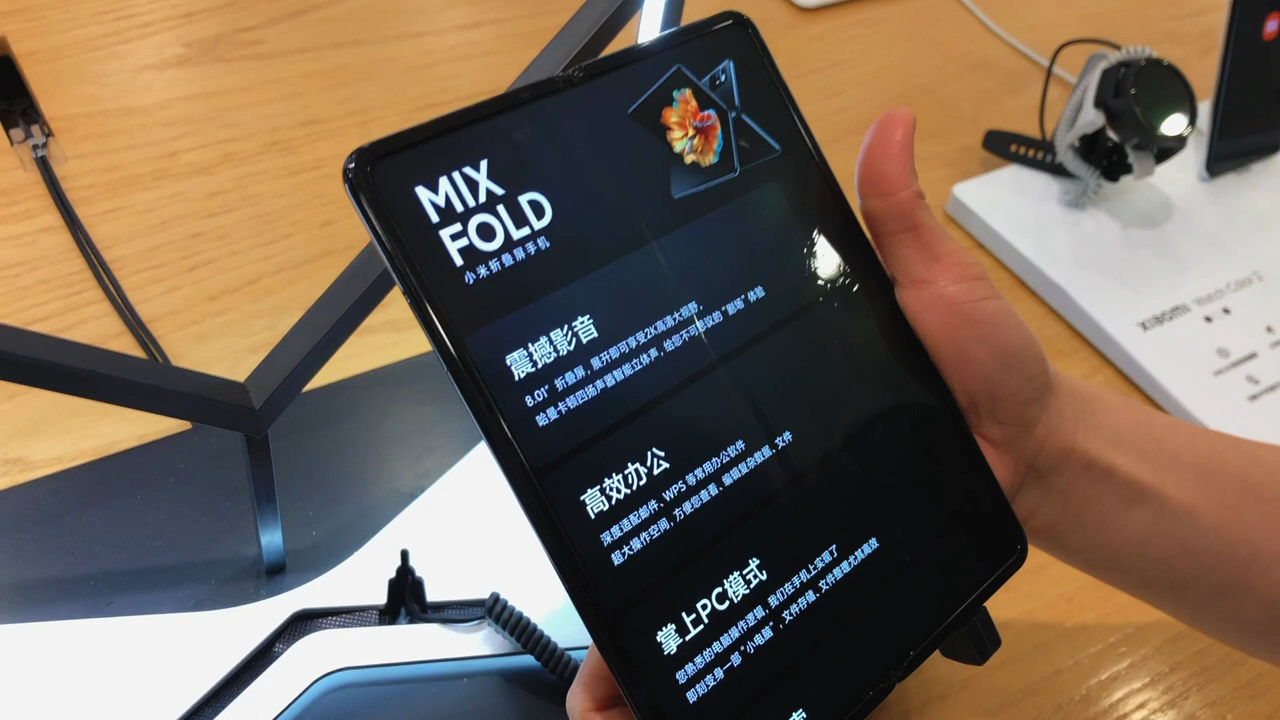 MIX
FOLD
小米折叠屏手机
震撼影音
8.01”折叠屏，展开即可享受2K高清大视野，
哈曼卡顿四扬声器智能立体声，给您不可思议的“剧场”体验
高效办公
深度适配邮件、WPS 等常用办公软件
超大操作空间，方便您查看、编辑复杂数据、文件
掌上PC模式
您熟悉的电脑操作逻辑，我们在手机上实现了
即刻变身一部“小电脑”，文件存储、文件整理尤其高效
XIAOMI Watch Color 2